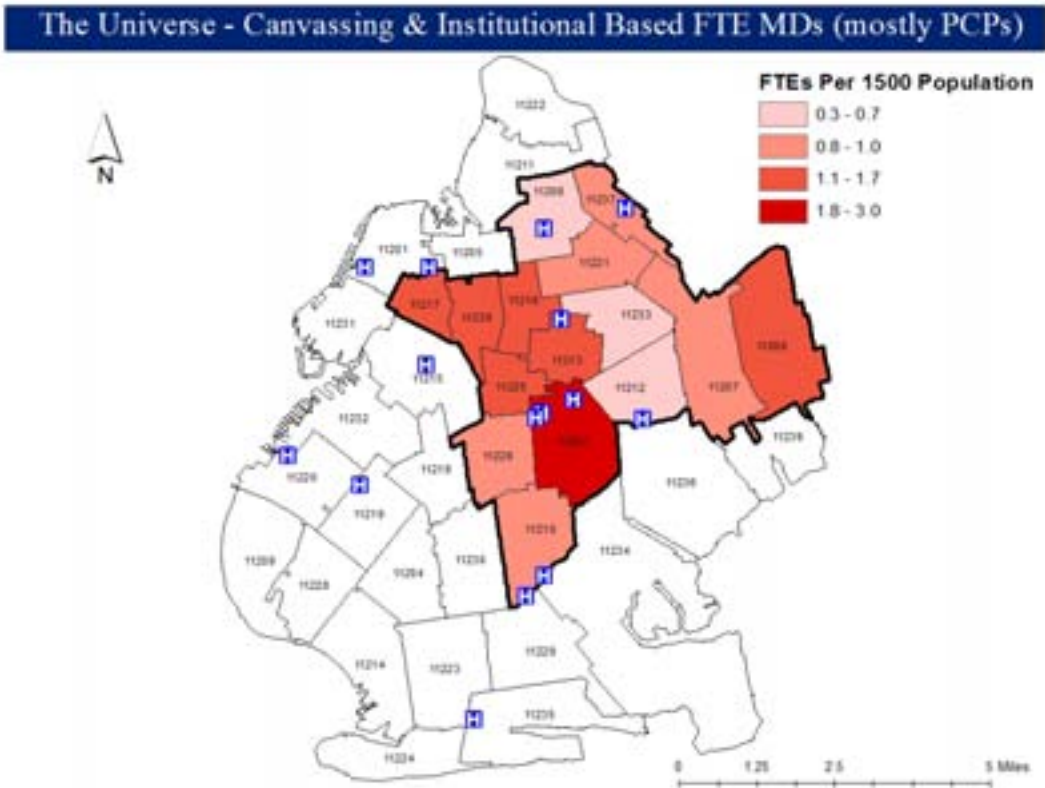 The Universe - Canvassing & Institutional Based FTE MDs (mostly PCPs)
FTEs Per 1500 Population
0.3 - 0.7
0.8 - 1.0
1.1 - 1.7
1.8 - 3.0
N
11222
11211
11206
11237
H
H
11201
11205
H
H
11221
11217
11216
11233
11231
H
11213
11208
H
11215
11225
11212
11207
H
H
H
11232
11226
11239
H
11220
11218
11236
H
11219
11210
11209
11204
11230
11234
11228
H
H
11214
11223
11229
H
11235
11224
0 1.25 2.5 5 Miles